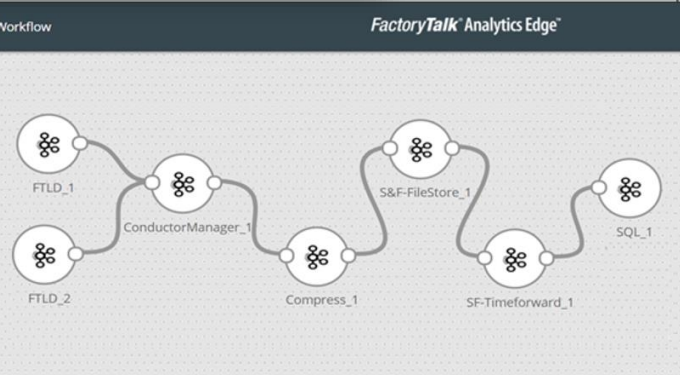 Workflow
FactoryTalk® Analytics Edge™
FTLD_1
ConductorManager_1
FTLD_2
Compress_1
S&F-FileStore_1
SF-Timeforward_1
SQL_1